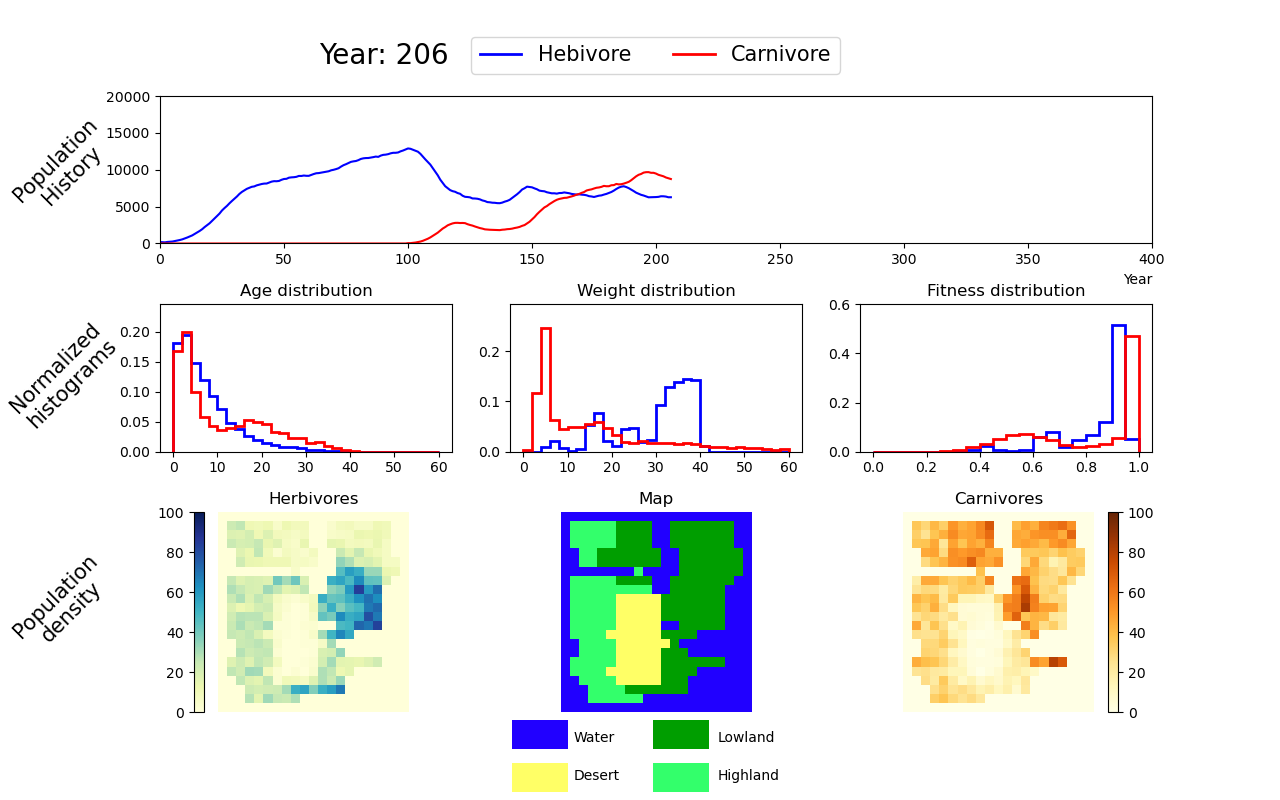 Year: 206
Hebivore Carnivore
Population
History
20000
15000
10000
5000
0
0 50 100 150 200 250 300 350 400
Year
Normalized
histograms
Age distribution
0.20
0.15
0.10
0.05
0.00
0 10 20 30 40 50 60
Weight distribution
0.2
0.1
0.0
0 10 20 30 40 50 60
Fitness distribution
0.6
0.4
0.2
0.0
0.0 0.2 0.4 0.6 0.8 1.0
Population
density
Herbivores
100
80
60
40
20
0
Map
Carnivores
100
80
60
40
20
0
Water Lowland
Desert Highland